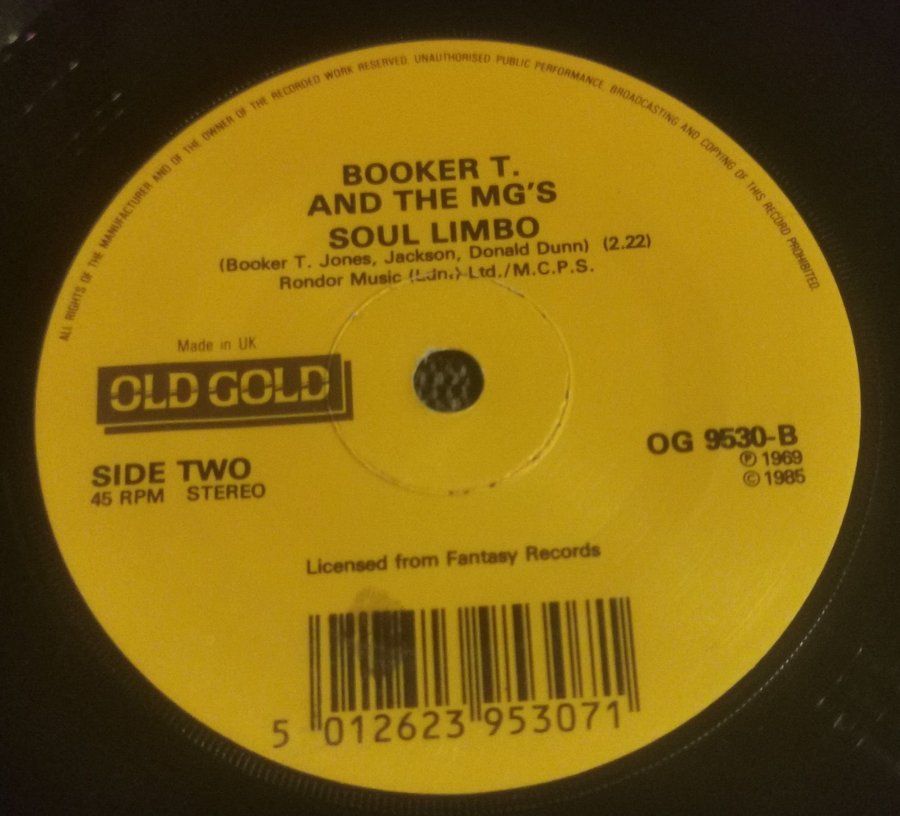 ALL RIGHTS OF THE MANUFACTURER AND OF THE OWNER OF THE RECORDED WORK RESERVED. UNAUTHORISED PUBLIC PERFORMANCE, BROADCASTING AND COPYING OF THIS RECORD PROHIBITED.
BOOKER T.
AND THE MG'S
SOUL LIMBO
(Booker T. Jones, Jackson, Donald Dunn) (2.22)
Rondor Music (Ldn.) Ltd./M.C.P.S.
Made in UK
OLD GOLD
SIDE TWO
45 RPM STEREO
OG 9530-B
℗ 1969
© 1985
Licensed from Fantasy Records
5 012623 953071